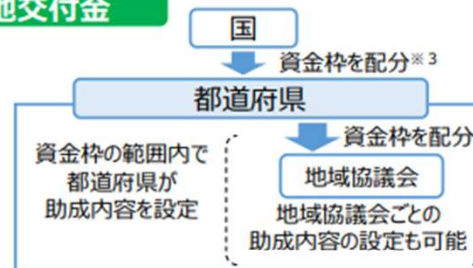 地交付金
国
資金枠を配分※3
都道府県
資金枠を配分
資金枠の範囲内で
都道府県が
助成内容を設定
地域協議会
地域協議会ごとの
助成内容の設定も可能